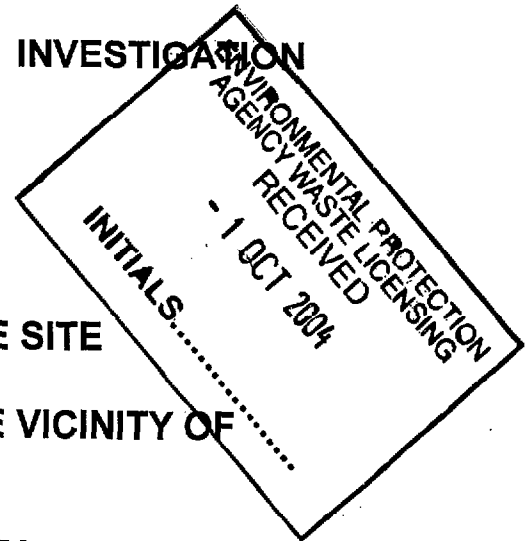 INVESTIGATION
ENVIRONMENTAL PROTECTION
AGENCY WASTE LICENSING
RECEIVED
- 1 OCT 2004
INITIALS...............
E SITE
E VICINITY OF